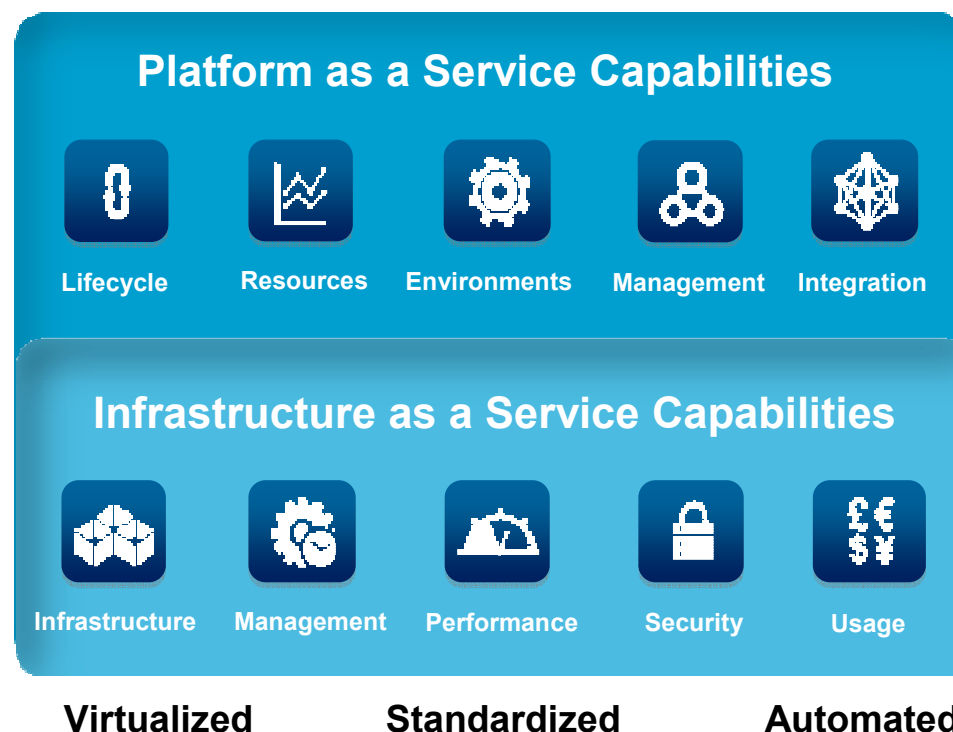 Platform as a Service Capabilities
Lifecycle Resources Environments Management Integration
Infrastructure as a Service Capabilities
£ €
$ ¥
Infrastructure Management Performance Security Usage
Virtualized Standardized Automated